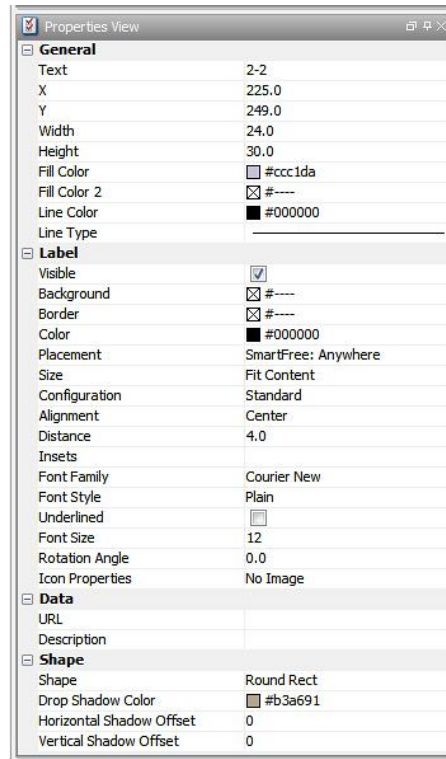 Properties View
General
Text 2-2
X 225.0
Y 249.0
Width 24.0
Height 30.0
Fill Color #ccc1da
Fill Color 2 #----
Line Color #000000
Line Type
Label
Visible
Background #----
Border #----
Color #000000
Placement SmartFree: Anywhere
Size Fit Content
Configuration Standard
Alignment Center
Distance 4.0
Insets
Font Family Courier New
Font Style Plain
Underlined
Font Size 12
Rotation Angle 0.0
Icon Properties No Image
Data
URL
Description
Shape
Shape Round Rect
Drop Shadow Color #b3a691
Horizontal Shadow Offset 0
Vertical Shadow Offset 0